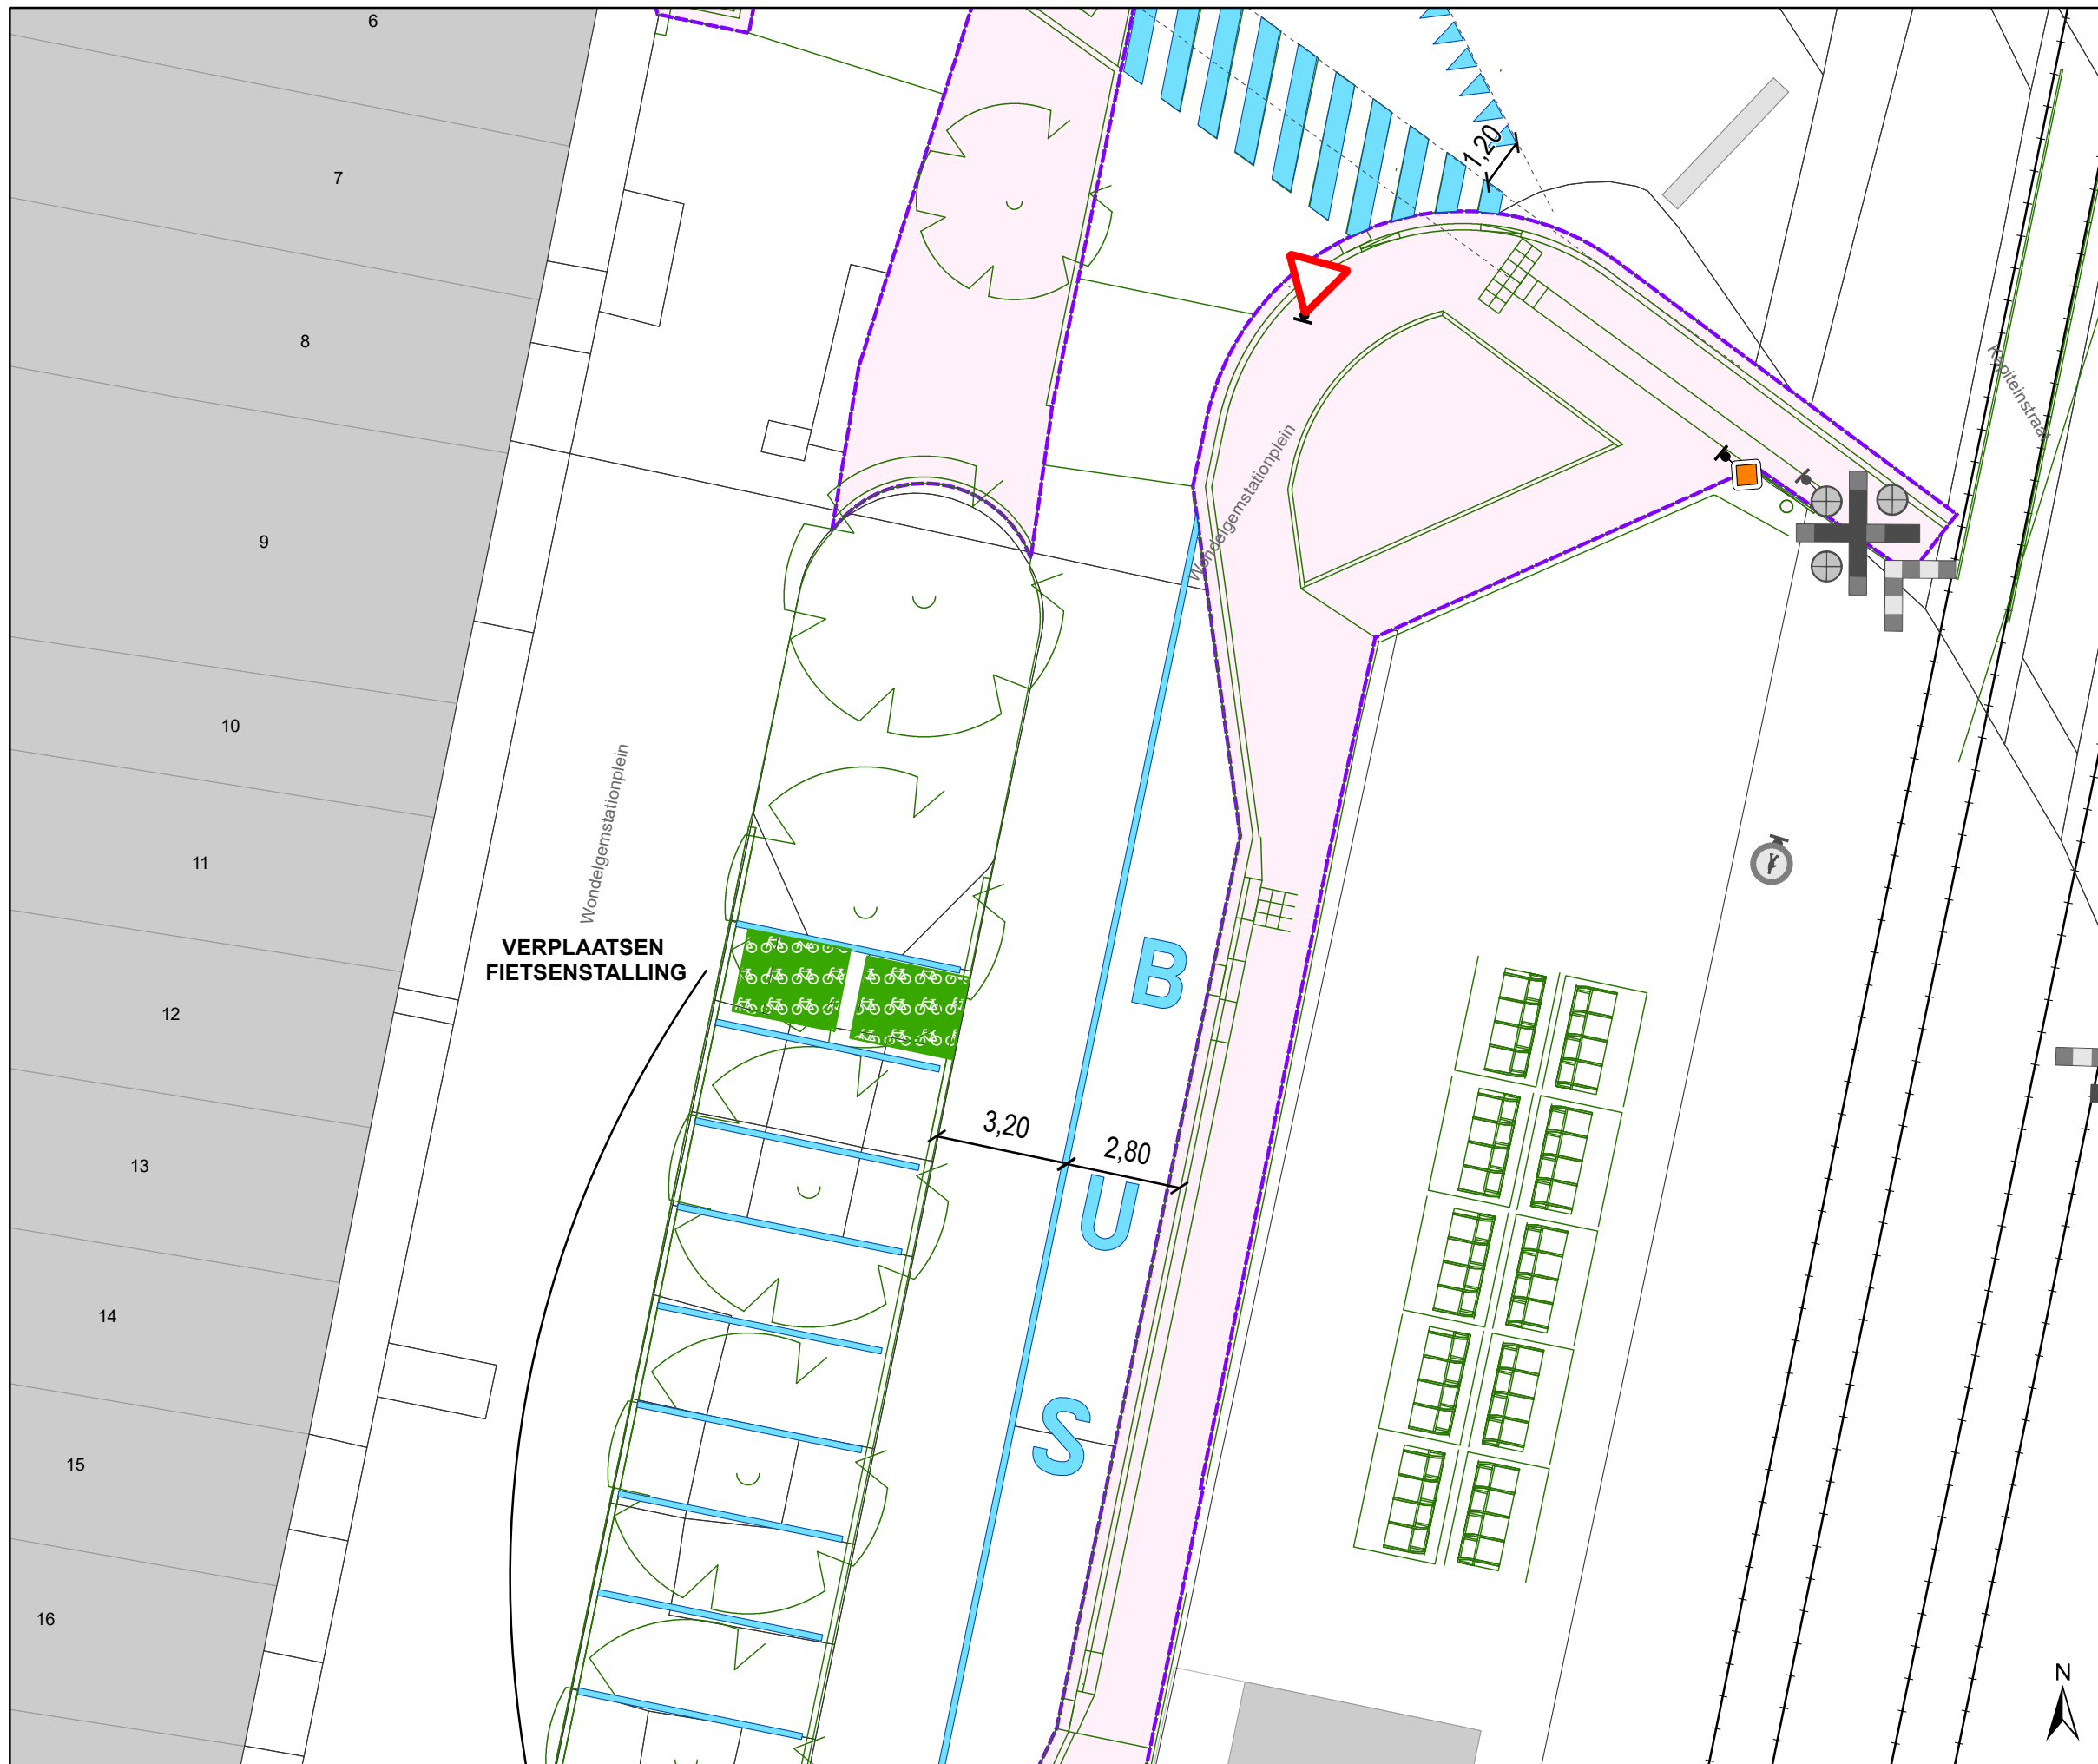 6
7
8
9
10
11
12
13
14
15
16
1,20
Kapiteinstraat
Wondelgemstationplein
Wondelgemstationplein
VERPLAATSEN
FIETSENSTALLING
3,20
2,80
B
U
S
N